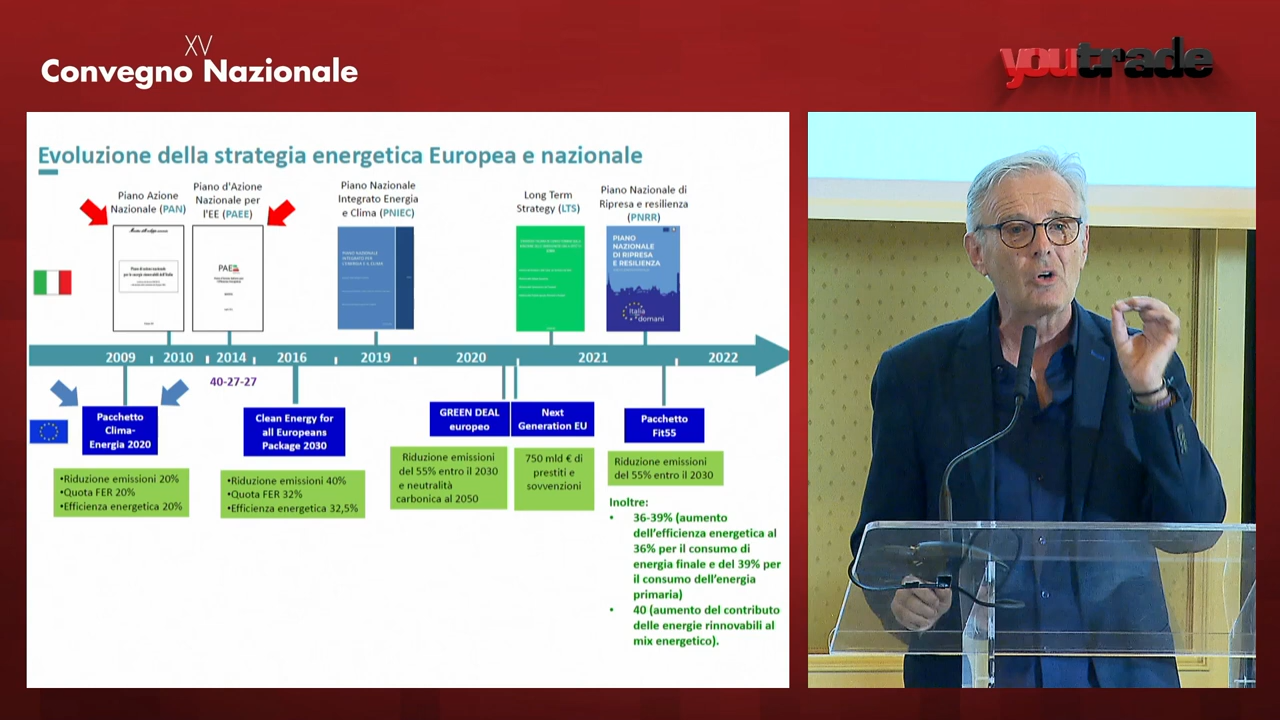 XV
Convegno Nazionale
youtrade
Evoluzione della strategia energetica Europea e nazionale
Piano Azione
Nazionale (PAN)
Piano d'Azione
Nazionale per
l'EE (PAEE)
Piano Nazionale
Integrato Energia
e Clima (PNIEC)
Long Term
Strategy (LTS)
Piano Nazionale di
Ripresa e resilienza
(PNRR)
PIANO NAZIONALE
INTEGRATO PER
L'ENERGIA E IL CLIMA
PIANO
NAZIONALE
DI RIPRESA
E RESILIENZA
Italia
domani
2009
2010
2014
2016
2019
2020
2021
2022
40-27-27
Pacchetto
Clima-
Energia 2020
Clean Energy for
all Europeans
Package 2030
GREEN DEAL
europeo
Next
Generation EU
Pacchetto
Fit55
•Riduzione emissioni 20%
•Quota FER 20%
•Efficienza energetica 20%
•Riduzione emissioni 40%
•Quota FER 32%
•Efficienza energetica 32,5%
Riduzione emissioni
del 55% entro il 2030
e neutralità
carbonica al 2050
750 mld € di
prestiti e
sovvenzioni
Riduzione emissioni
del 55% entro il 2030
Inoltre:
• 36-39% (aumento
dell'efficienza energetica al
36% per il consumo di
energia finale e del 39% per
il consumo dell'energia
primaria)
• 40 (aumento del contributo
delle energie rinnovabili al
mix energetico).